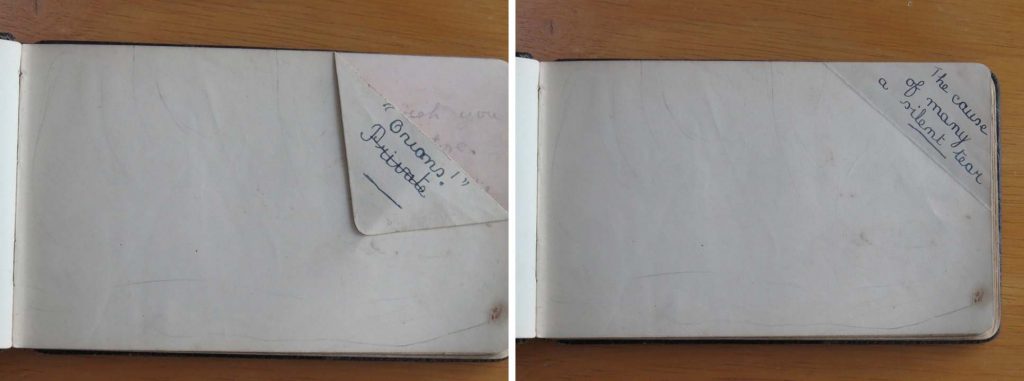 "Onions!"
Private.
The cause
of many
a silent tear